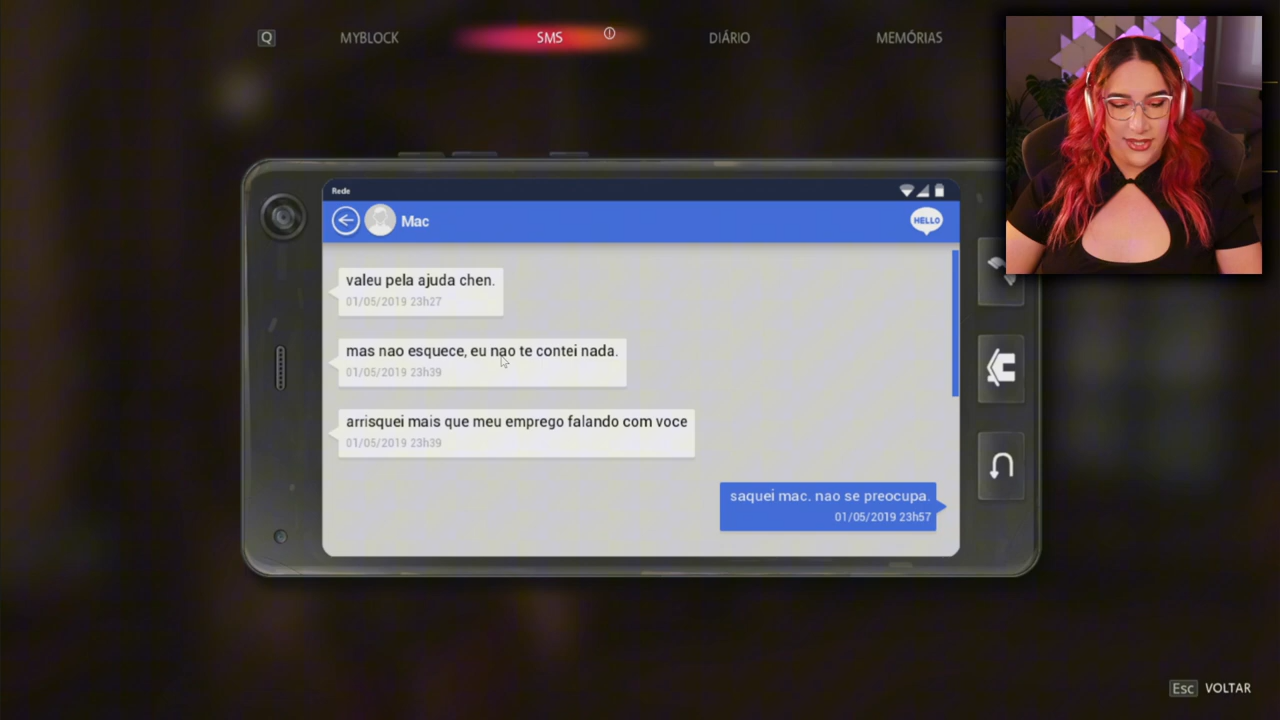 Q
MYBLOCK
SMS
DIÁRIO
MEMÓRIAS
Rede
Mac
HELLO
valeu pela ajuda chen.
01/05/2019 23h27
mas nao esquece, eu nao te contei nada.
01/05/2019 23h39
arrisquei mais que meu emprego falando com voce
01/05/2019 23h39
saquei mac. nao se preocupa.
01/05/2019 23h57
Esc VOLTAR